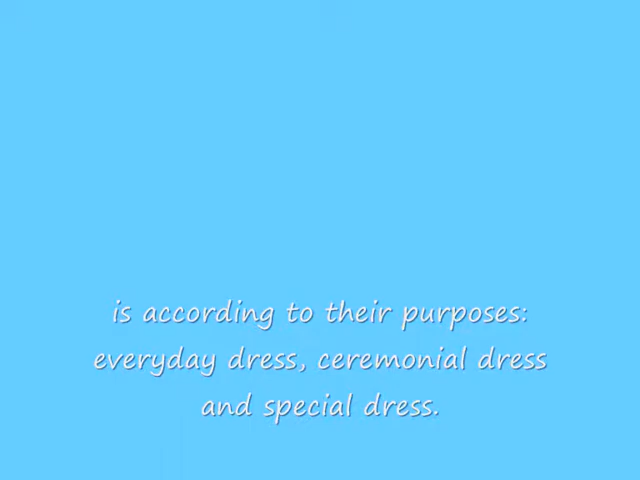 is according to their purposes:
everyday dress, ceremonial dress
and special dress.